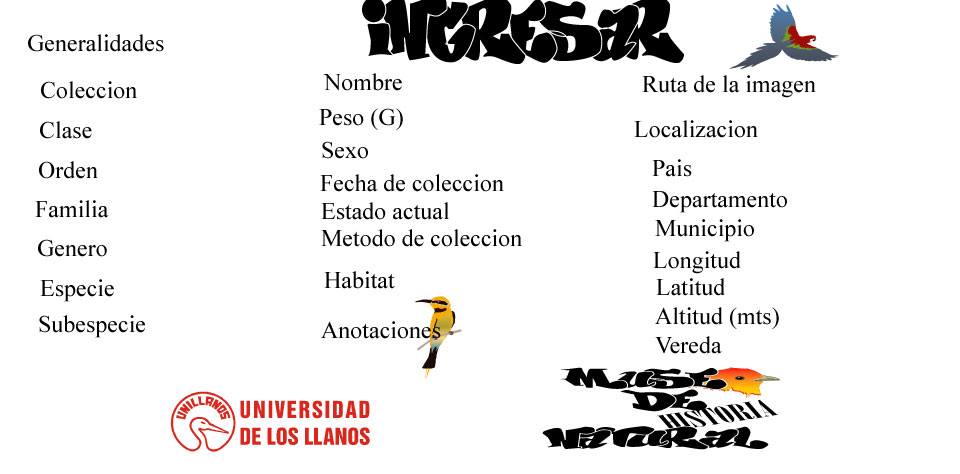 INGRESAR
Generalidades
Coleccion
Clase
Orden
Familia
Genero
Especie
Subespecie
Nombre
Peso (G)
Sexo
Fecha de coleccion
Estado actual
Metodo de coleccion
Habitat
Anotaciones
Ruta de la imagen
Localizacion
Pais
Departamento
Municipio
Longitud
Latitud
Altitud (mts)
Vereda
UNILLANOS
UNIVERSIDAD
DE LOS LLANOS
MUSEO
DE
HISTORIA
NATURAL